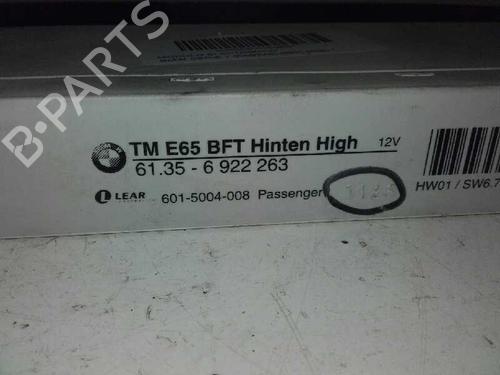 TM E65 BFT Hinten High 12V
61.35 - 6 922 263
LEAR 601-5004-008 Passenger
HW01 / SW6.7
B-PARTS